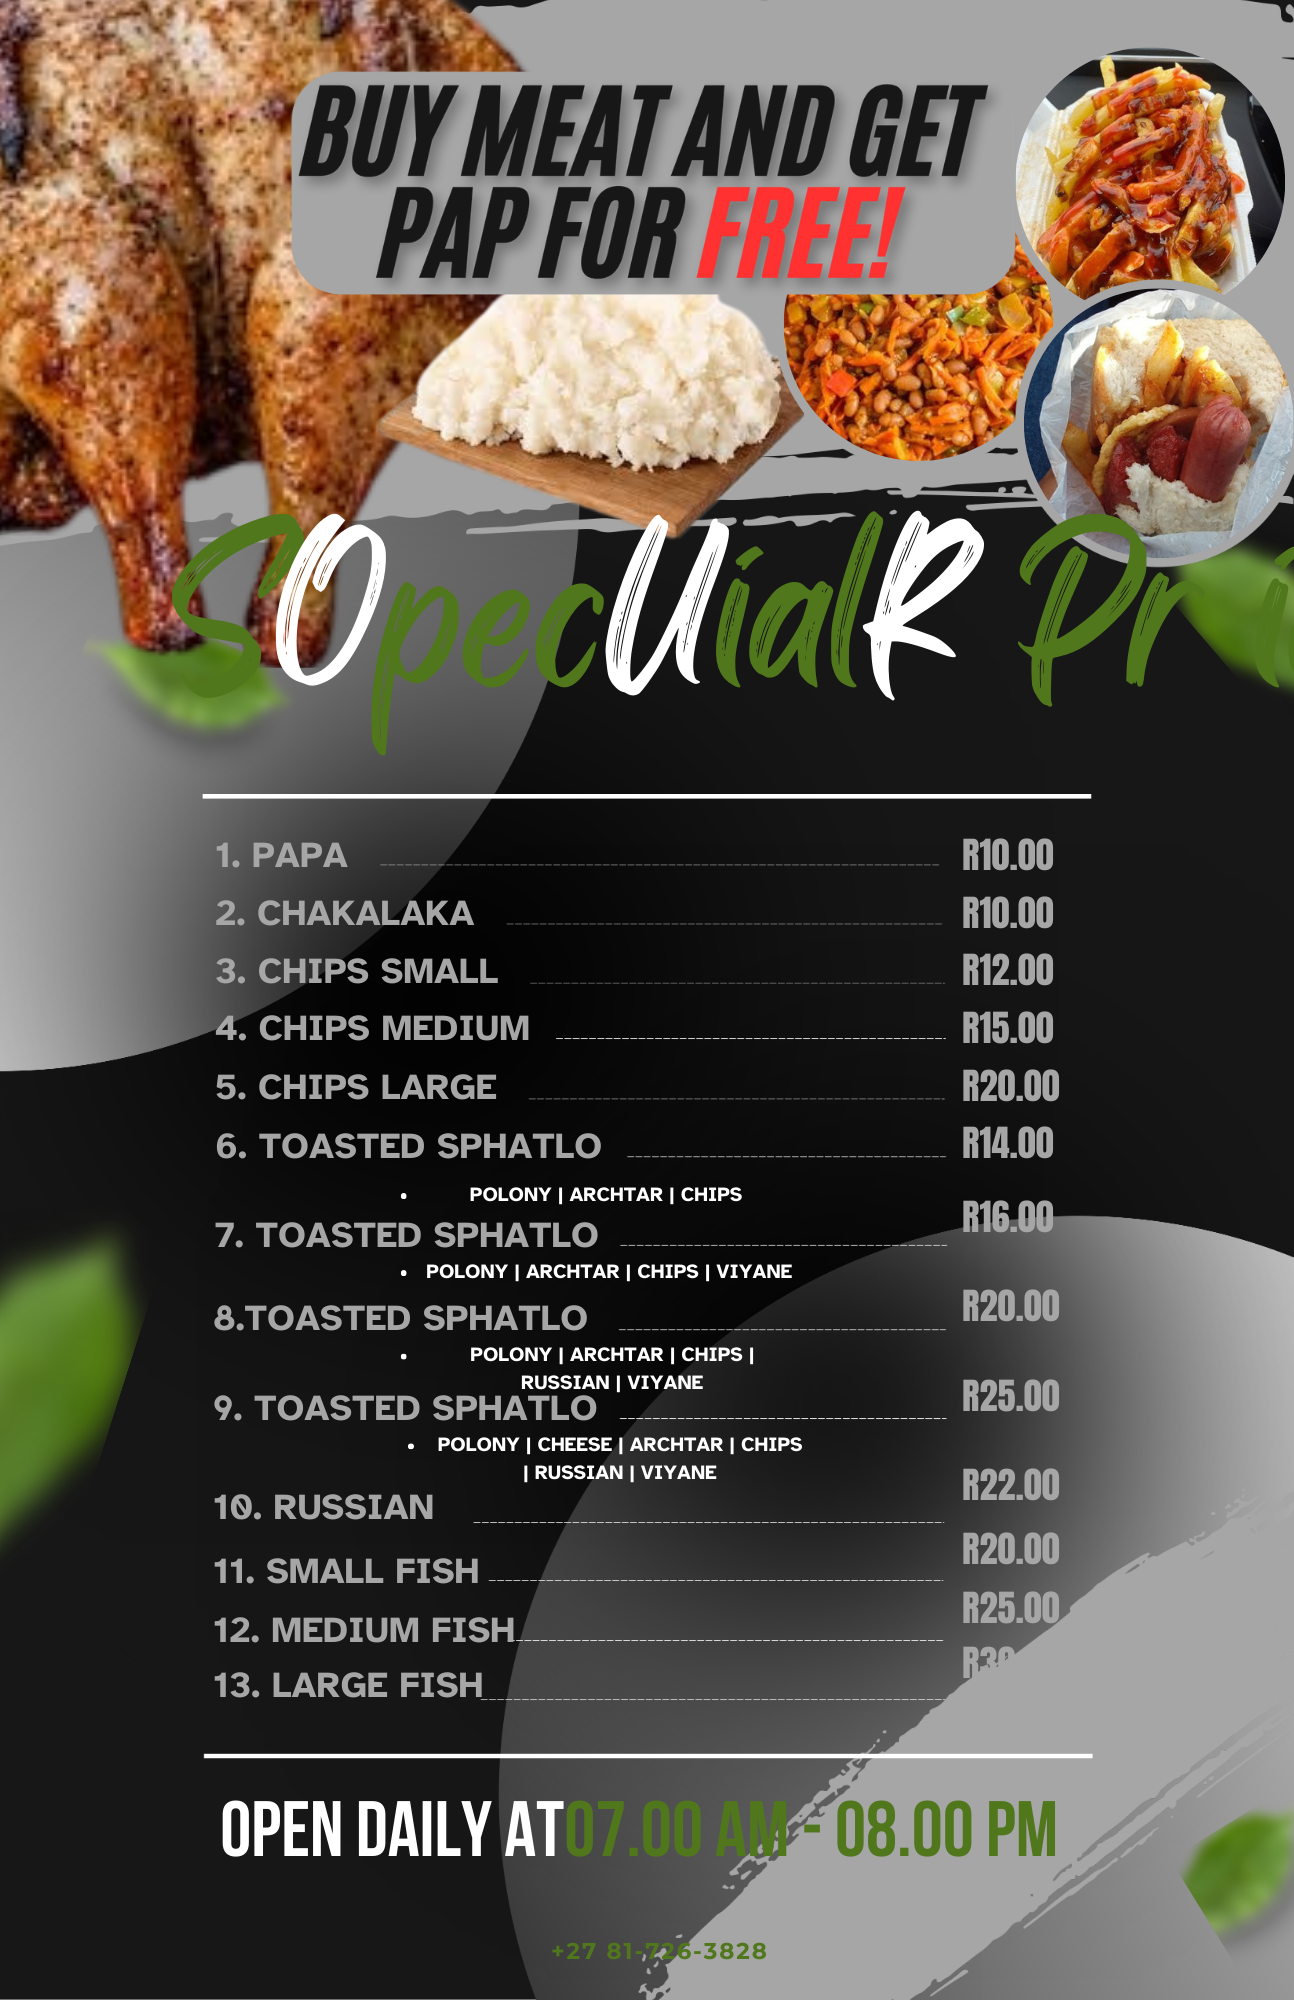 BUY MEAT AND GET
PAP FOR FREE!
OUR Special Pri
1. PAPA R10.00
2. CHAKALAKA R10.00
3. CHIPS SMALL R12.00
4. CHIPS MEDIUM R15.00
5. CHIPS LARGE R20.00
6. TOASTED SPHATLO R14.00
• POLONY | ARCHTAR | CHIPS
7. TOASTED SPHATLO R16.00
• POLONY | ARCHTAR | CHIPS | VIYANE
8.TOASTED SPHATLO R20.00
• POLONY | ARCHTAR | CHIPS |
RUSSIAN | VIYANE
9. TOASTED SPHATLO R25.00
• POLONY | CHEESE | ARCHTAR | CHIPS
| RUSSIAN | VIYANE
10. RUSSIAN R22.00
11. SMALL FISH R20.00
12. MEDIUM FISH R25.00
13. LARGE FISH
OPEN DAILY AT 07.00 AM - 08.00 PM
+27 81-726-3828